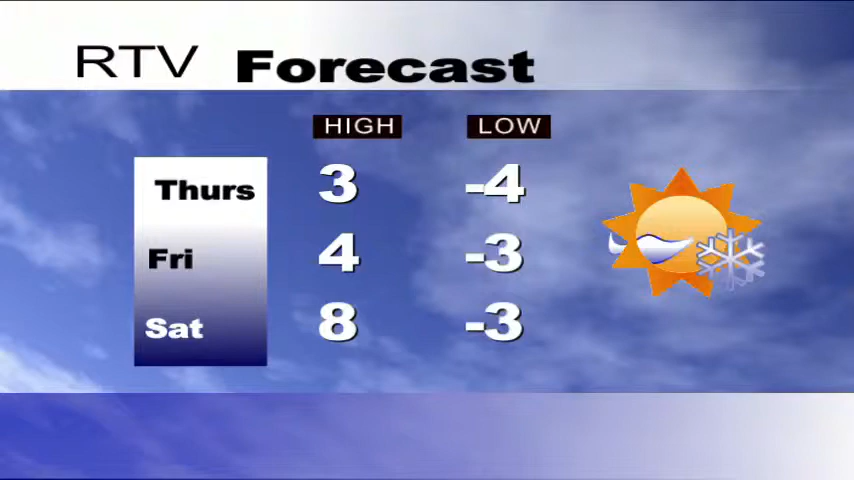 RTV Forecast
HIGH LOW
Thurs 3 -4
Fri 4 -3
Sat 8 -3